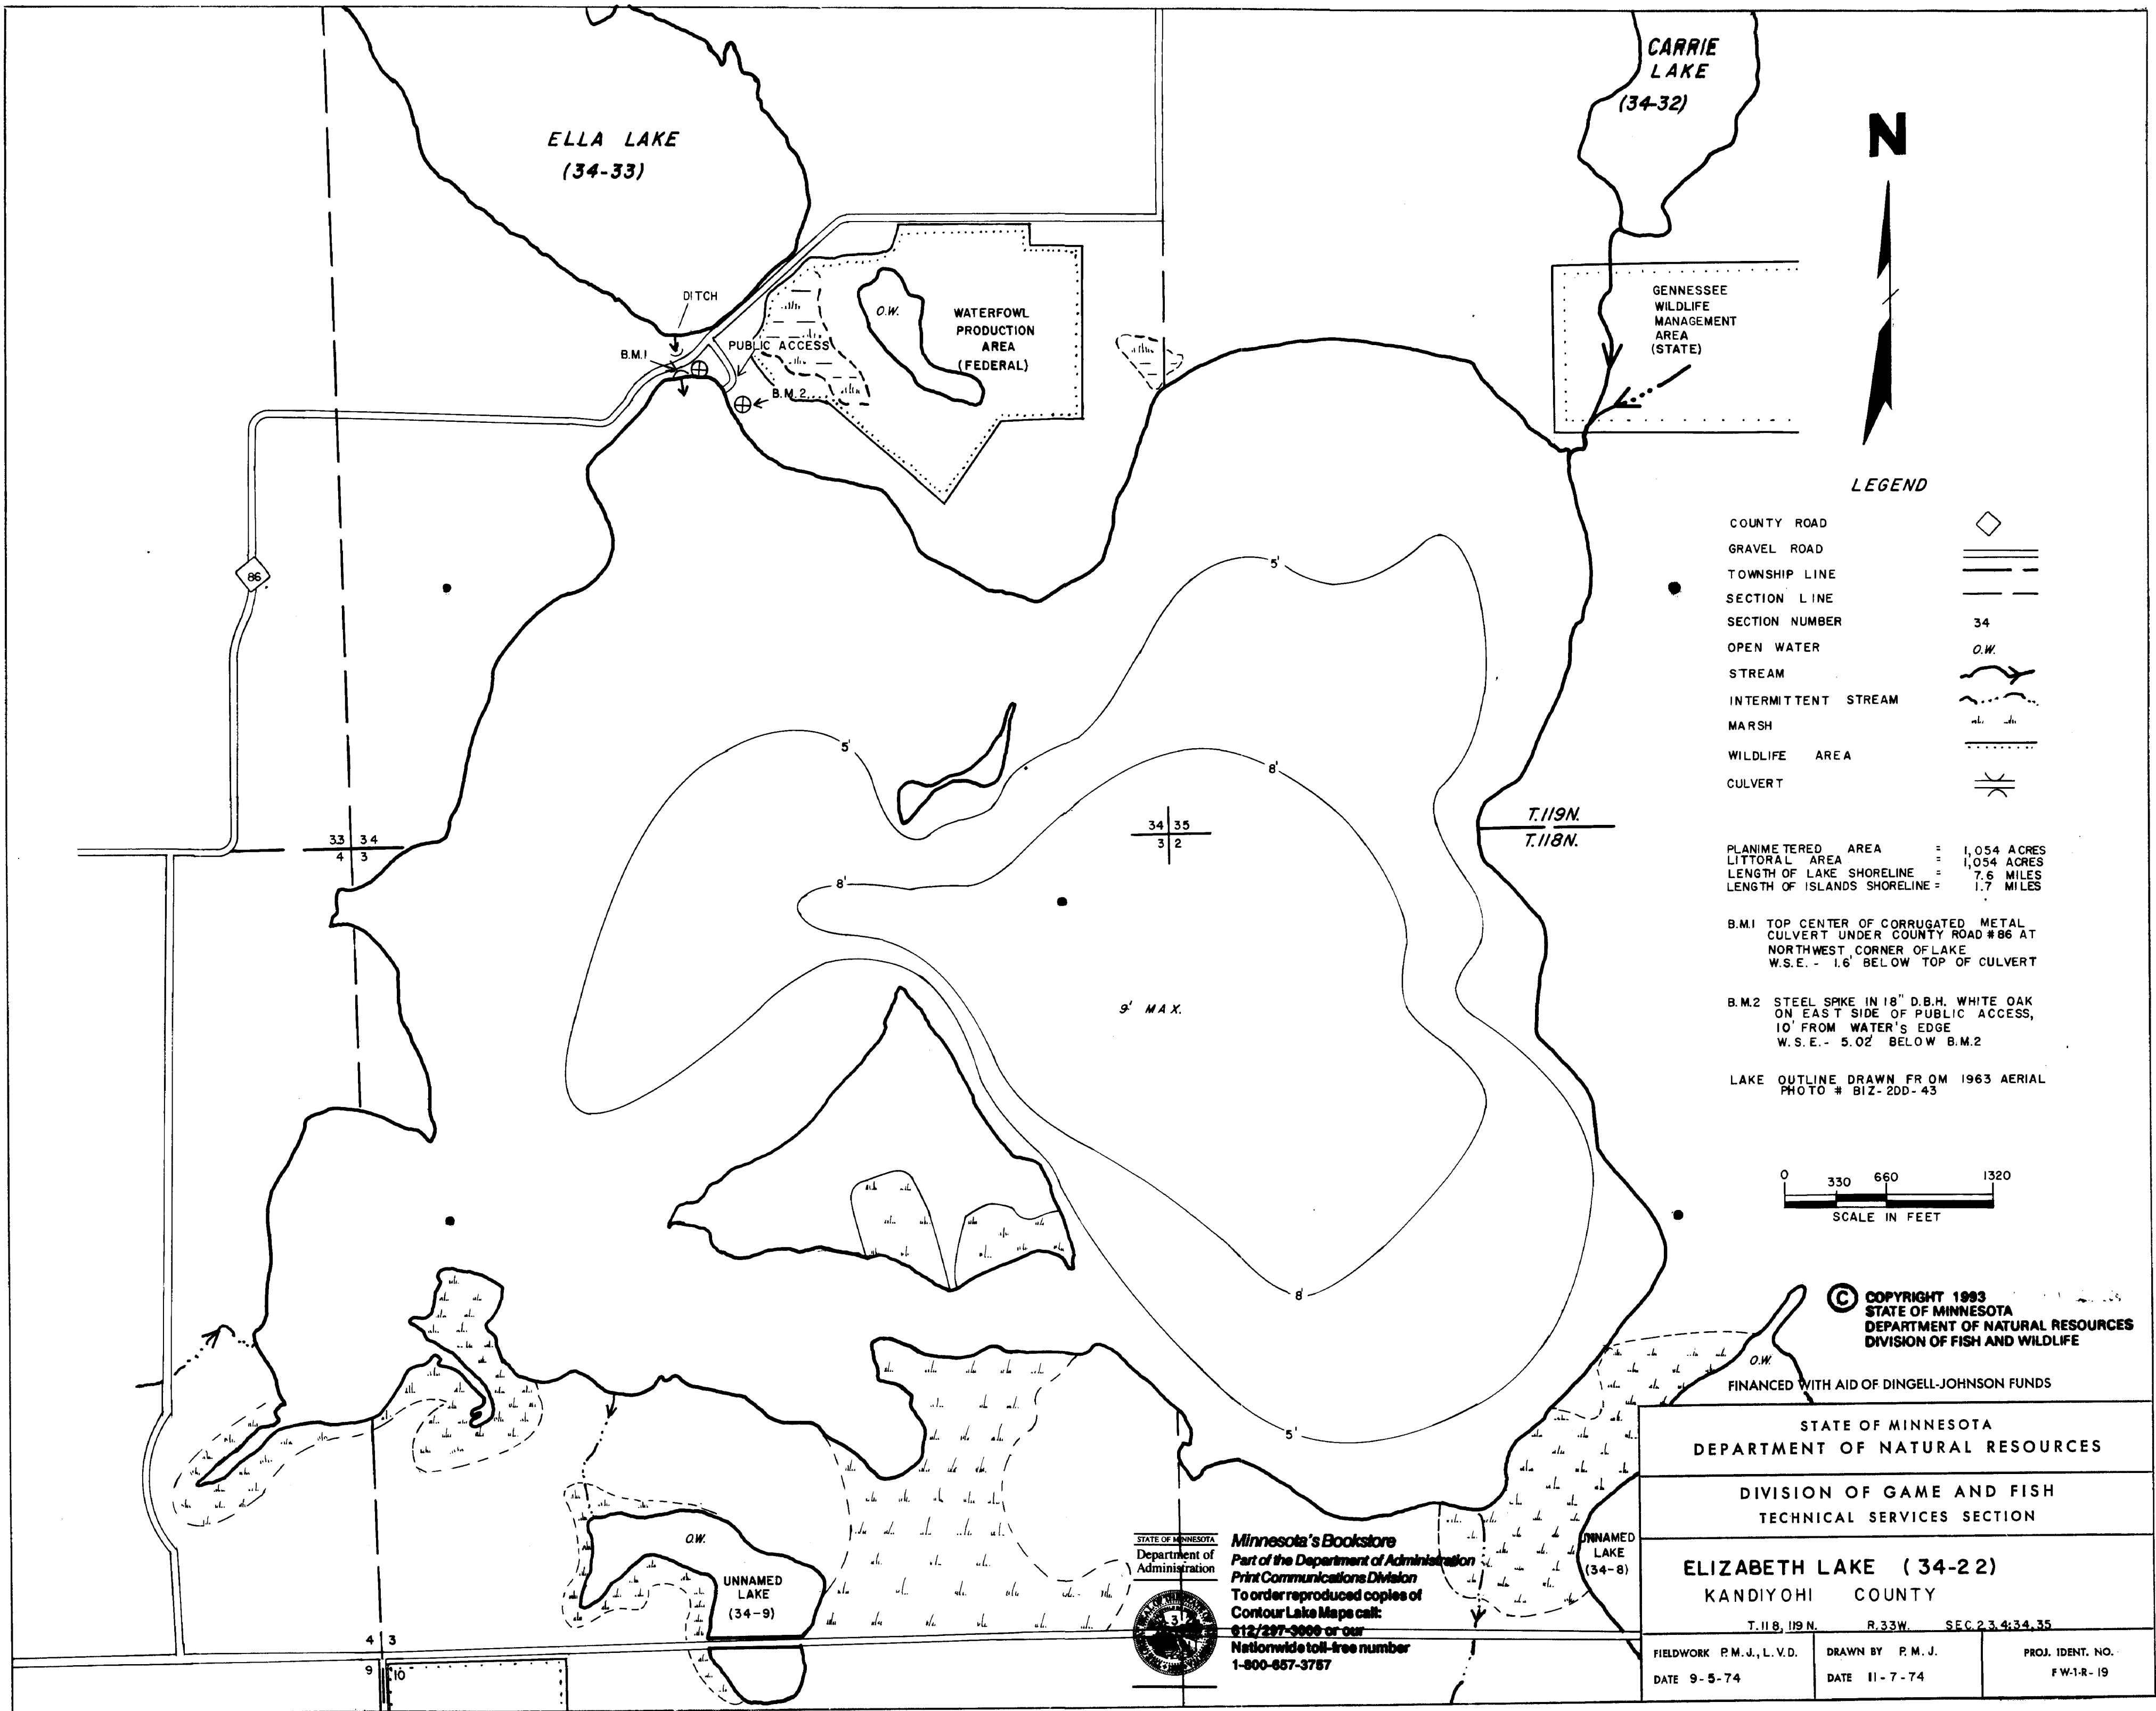 ELLA LAKE
(34-33)
CARRIE
LAKE
(34-32)
N
DITCH
B.M.1
PUBLIC ACCESS
B.M.2
O.W.
WATERFOWL
PRODUCTION
AREA
(FEDERAL)
GENNESSEE
WILDLIFE
MANAGEMENT
AREA
(STATE)
86
5'
5'
8'
8'
33 34
4 3
34 35
3 2
T.119N.
T.118N.
9' MAX.
8'
5'
LEGEND
COUNTY ROAD
GRAVEL ROAD
TOWNSHIP LINE
SECTION LINE
SECTION NUMBER 34
OPEN WATER O.W.
STREAM
INTERMITTENT STREAM
MARSH
WILDLIFE AREA
CULVERT
PLANIMETERED AREA = 1,054 ACRES
LITTORAL AREA = 1,054 ACRES
LENGTH OF LAKE SHORELINE = 7.6 MILES
LENGTH OF ISLANDS SHORELINE = 1.7 MILES
B.M.1 TOP CENTER OF CORRUGATED METAL
CULVERT UNDER COUNTY ROAD #86 AT
NORTHWEST CORNER OF LAKE
W.S.E. - 1.6' BELOW TOP OF CULVERT
B.M.2 STEEL SPIKE IN 18" D.B.H. WHITE OAK
ON EAST SIDE OF PUBLIC ACCESS,
10' FROM WATER'S EDGE
W.S.E.- 5.02' BELOW B.M.2
LAKE OUTLINE DRAWN FROM 1963 AERIAL
PHOTO # BIZ-2DD-43
0 330 660 1320
SCALE IN FEET
© COPYRIGHT 1993
STATE OF MINNESOTA
DEPARTMENT OF NATURAL RESOURCES
DIVISION OF FISH AND WILDLIFE
O.W.
FINANCED WITH AID OF DINGELL-JOHNSON FUNDS
O.W.
UNNAMED
LAKE
(34-9)
UNNAMED
LAKE
(34-8)
4 3
9 10
3
STATE OF MINNESOTA
Department of
Administration
Minnesota's Bookstore
Part of the Department of Administration
Print Communications Division
To order reproduced copies of
Contour Lake Maps call:
612/297-3000 or our
Nationwide toll-free number
1-800-657-3757
STATE OF MINNESOTA
DEPARTMENT OF NATURAL RESOURCES
DIVISION OF GAME AND FISH
TECHNICAL SERVICES SECTION
ELIZABETH LAKE (34-22)
KANDIYOHI COUNTY
T.118, 119 N. R.33W. SEC.2,3,4;34,35
FIELDWORK P.M.J., L.V.D.
DATE 9-5-74
DRAWN BY P.M.J.
DATE 11-7-74
PROJ. IDENT. NO.
FW-1-R-19